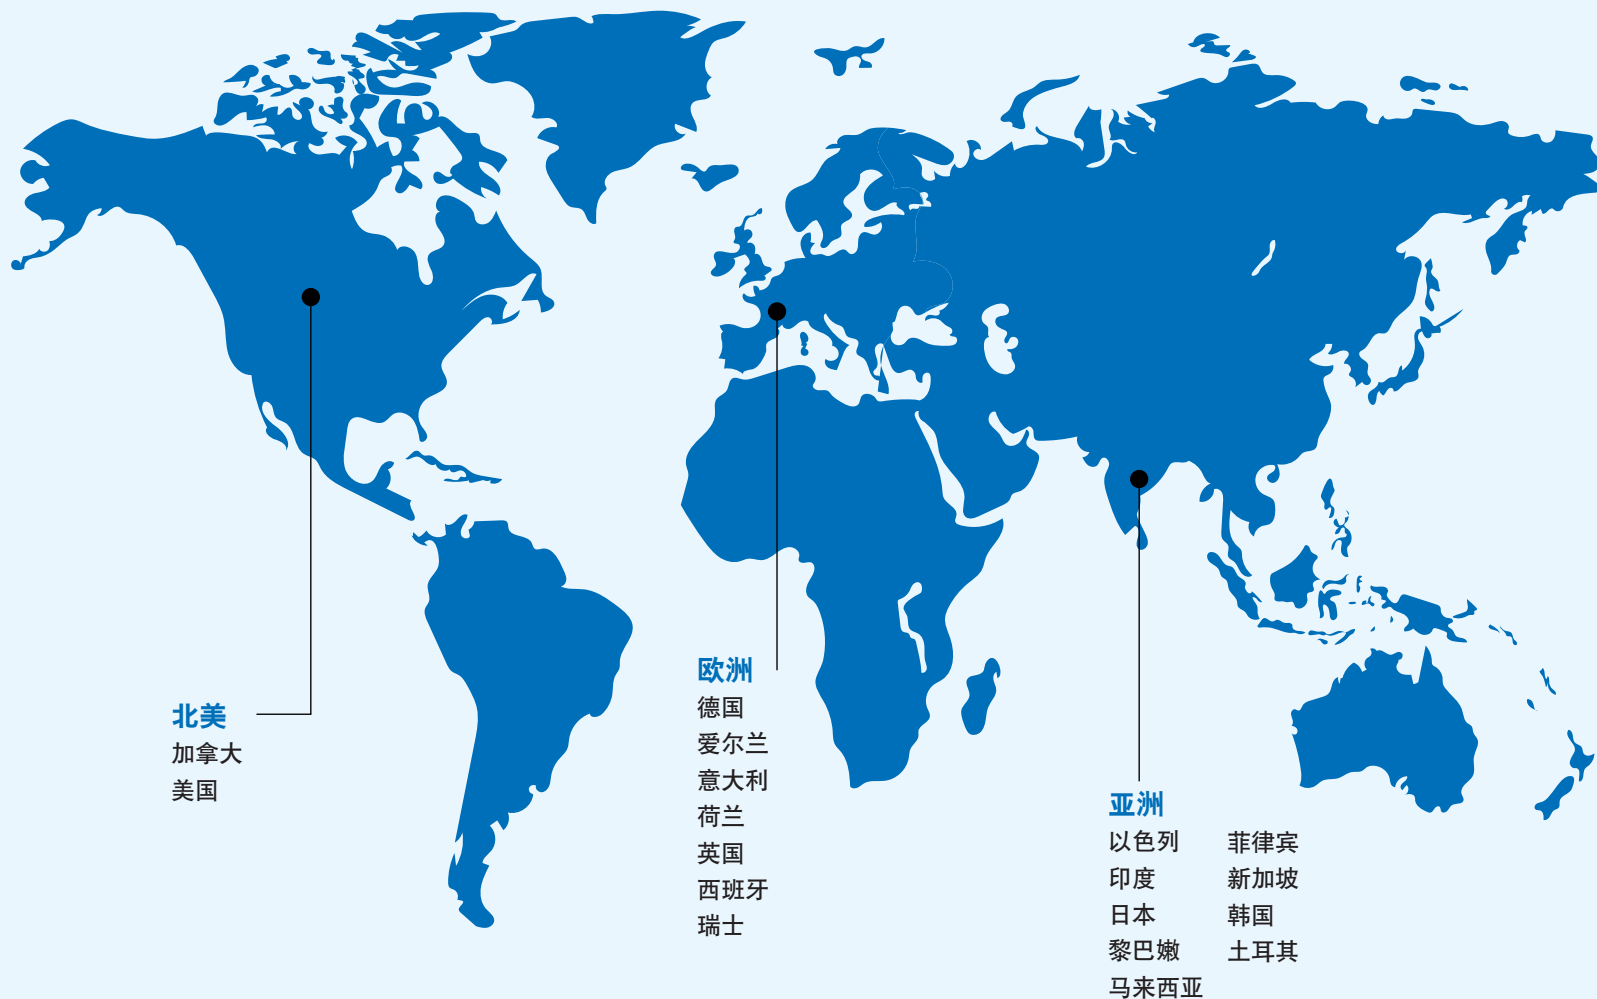 北美
加拿大
美国
欧洲
德国
爱尔兰
意大利
荷兰
英国
西班牙
瑞士
亚洲
以色列
印度
日本
黎巴嫩
马来西亚
菲律宾
新加坡
韩国
土耳其